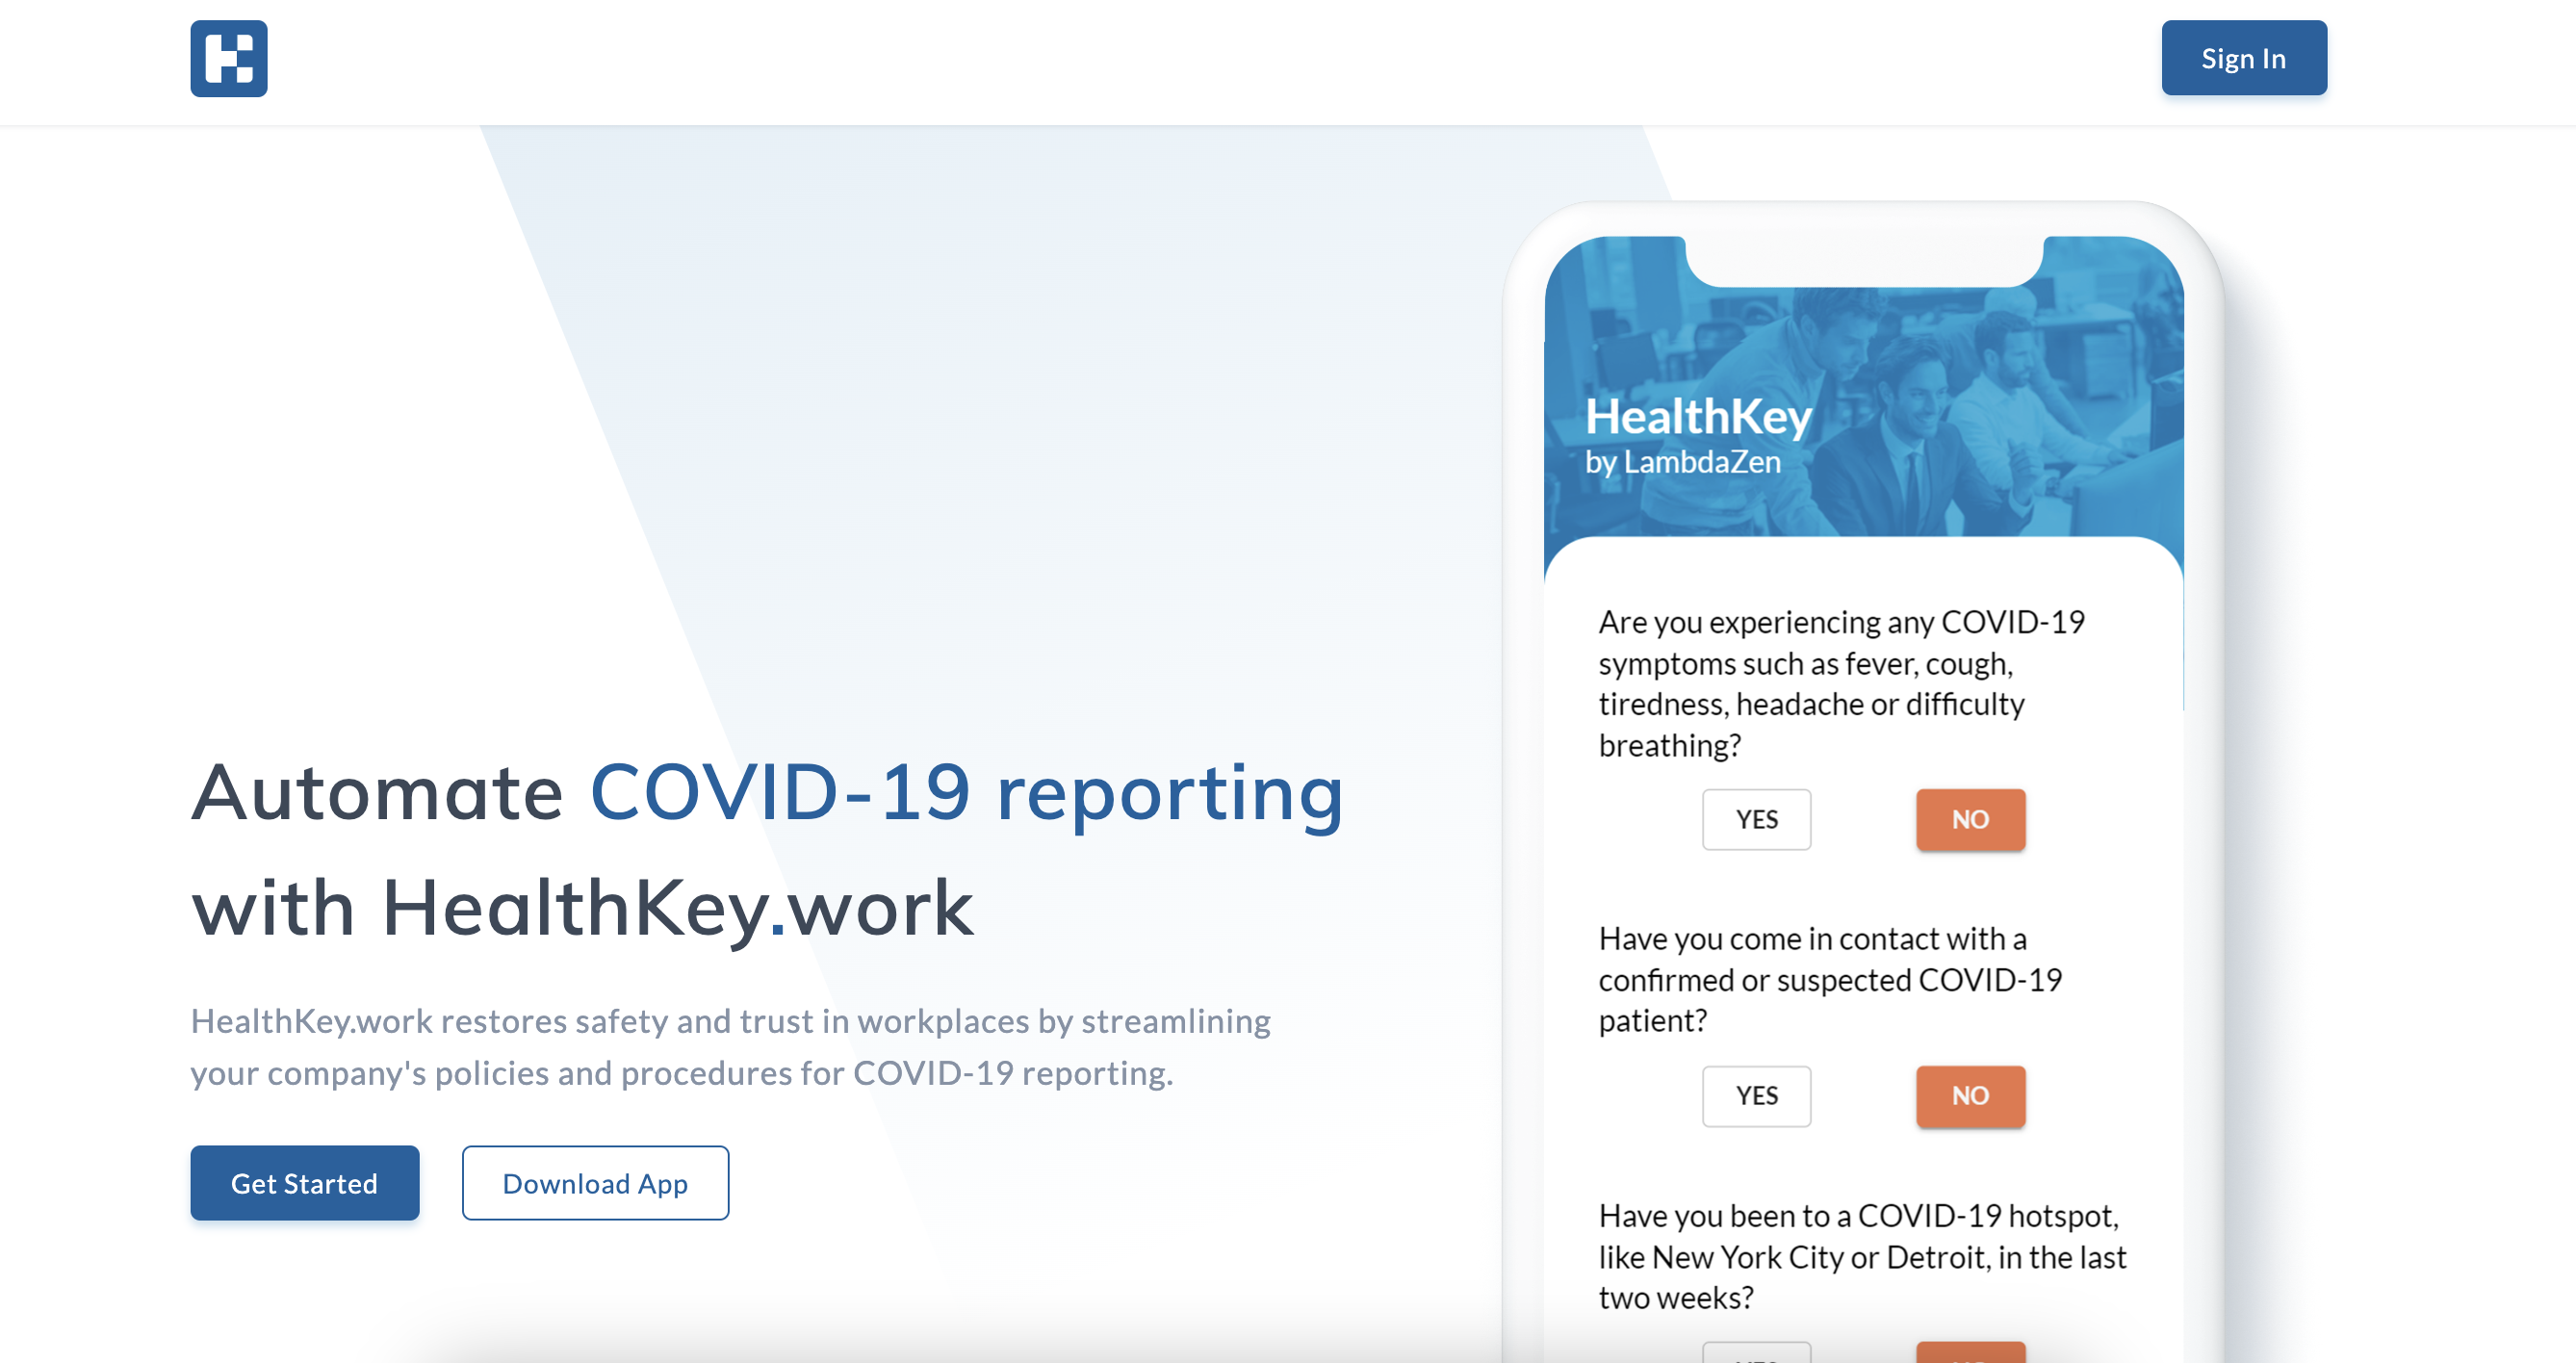 Sign In
Automate COVID-19 reporting
with HealthKey.work
HealthKey.work restores safety and trust in workplaces by streamlining
your company's policies and procedures for COVID-19 reporting.
Get Started
Download App
HealthKey
by LambdaZen
Are you experiencing any COVID-19
symptoms such as fever, cough,
tiredness, headache or difficulty
breathing?
YES
NO
Have you come in contact with a
confirmed or suspected COVID-19
patient?
YES
NO
Have you been to a COVID-19 hotspot,
like New York City or Detroit, in the last
two weeks?